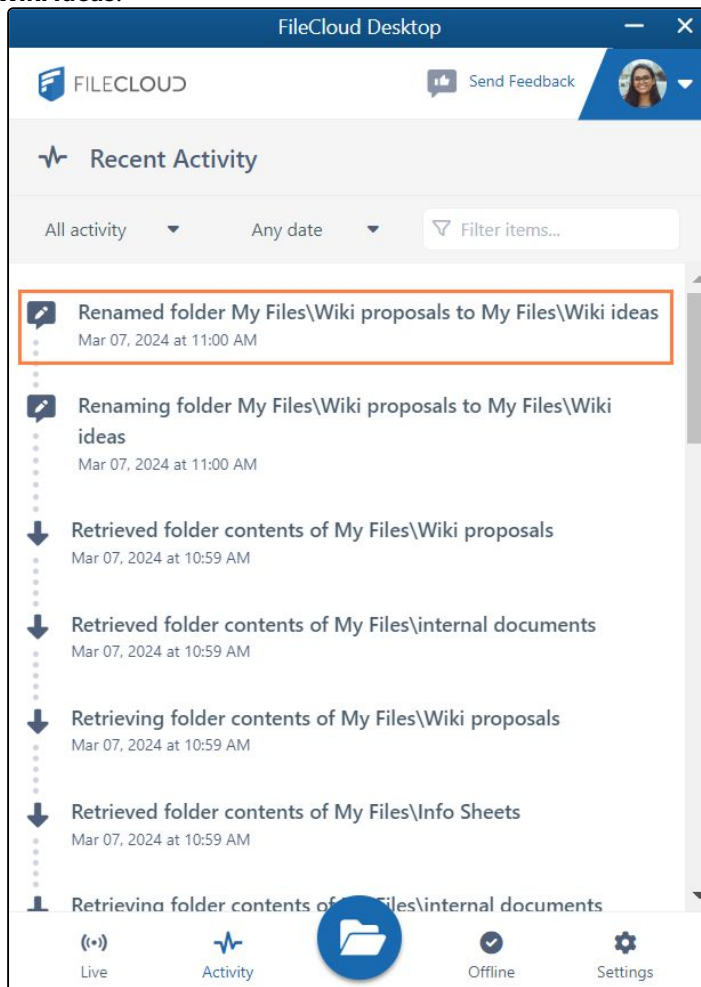 Wiki ideas.
FileCloud Desktop
FILECLOUD
Send Feedback
Recent Activity
All activity
Any date
Filter items...
Renamed folder My Files\Wiki proposals to My Files\Wiki ideas
Mar 07, 2024 at 11:00 AM
Renaming folder My Files\Wiki proposals to My Files\Wiki
ideas
Mar 07, 2024 at 11:00 AM
Retrieved folder contents of My Files\Wiki proposals
Mar 07, 2024 at 10:59 AM
Retrieved folder contents of My Files\internal documents
Mar 07, 2024 at 10:59 AM
Retrieving folder contents of My Files\Wiki proposals
Mar 07, 2024 at 10:59 AM
Retrieved folder contents of My Files\Info Sheets
Mar 07, 2024 at 10:59 AM
Retrieving folder contents of My Files\internal documents
Live
Activity
Offline
Settings